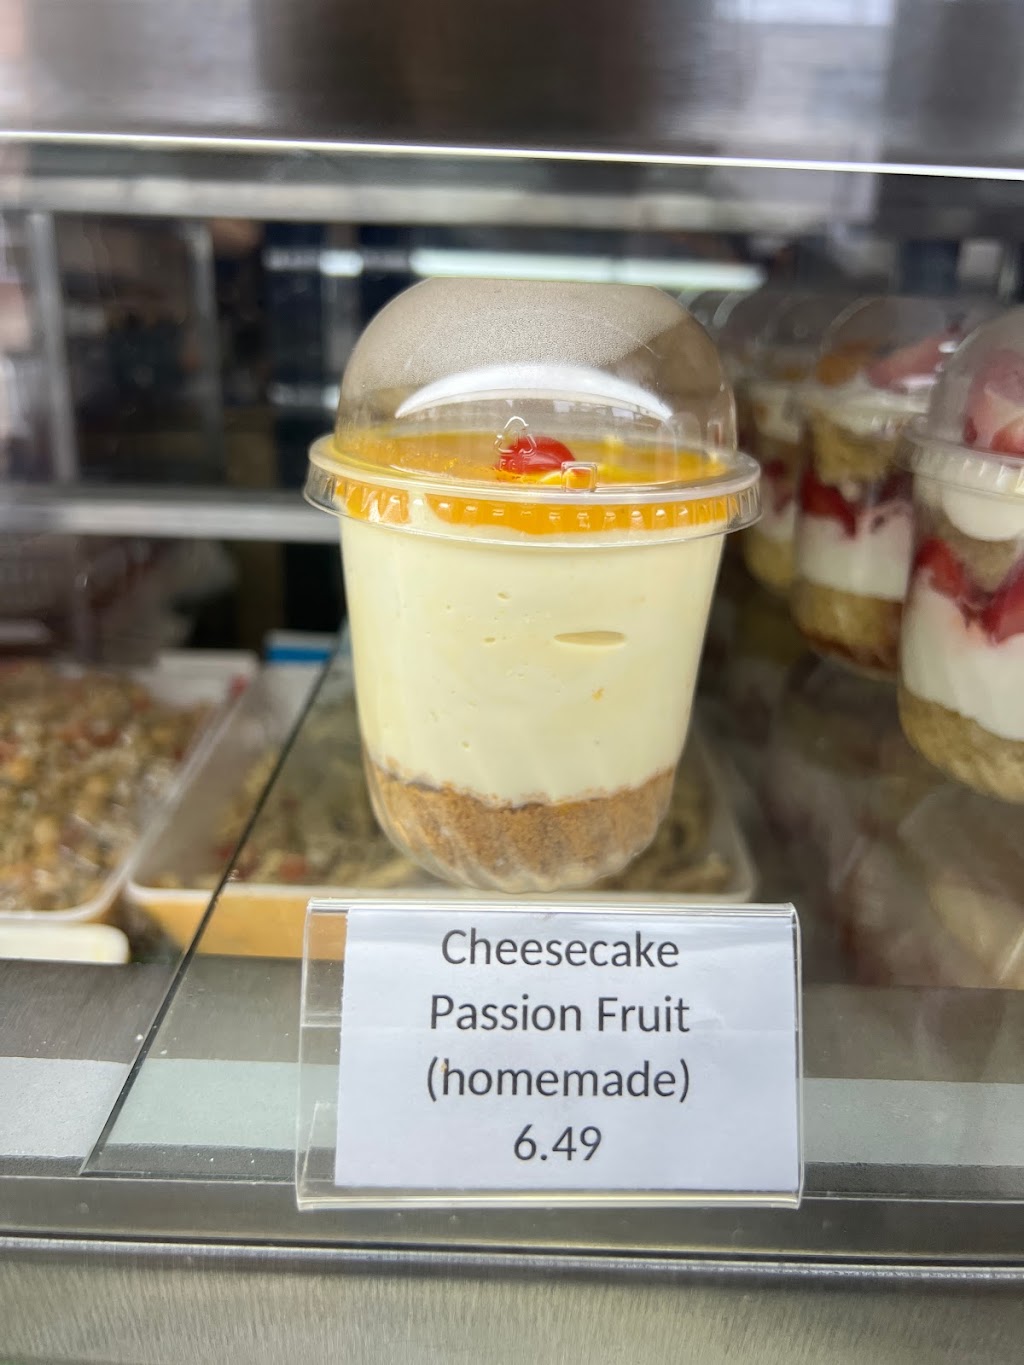 Cheesecake
Passion Fruit
(homemade)
6.49